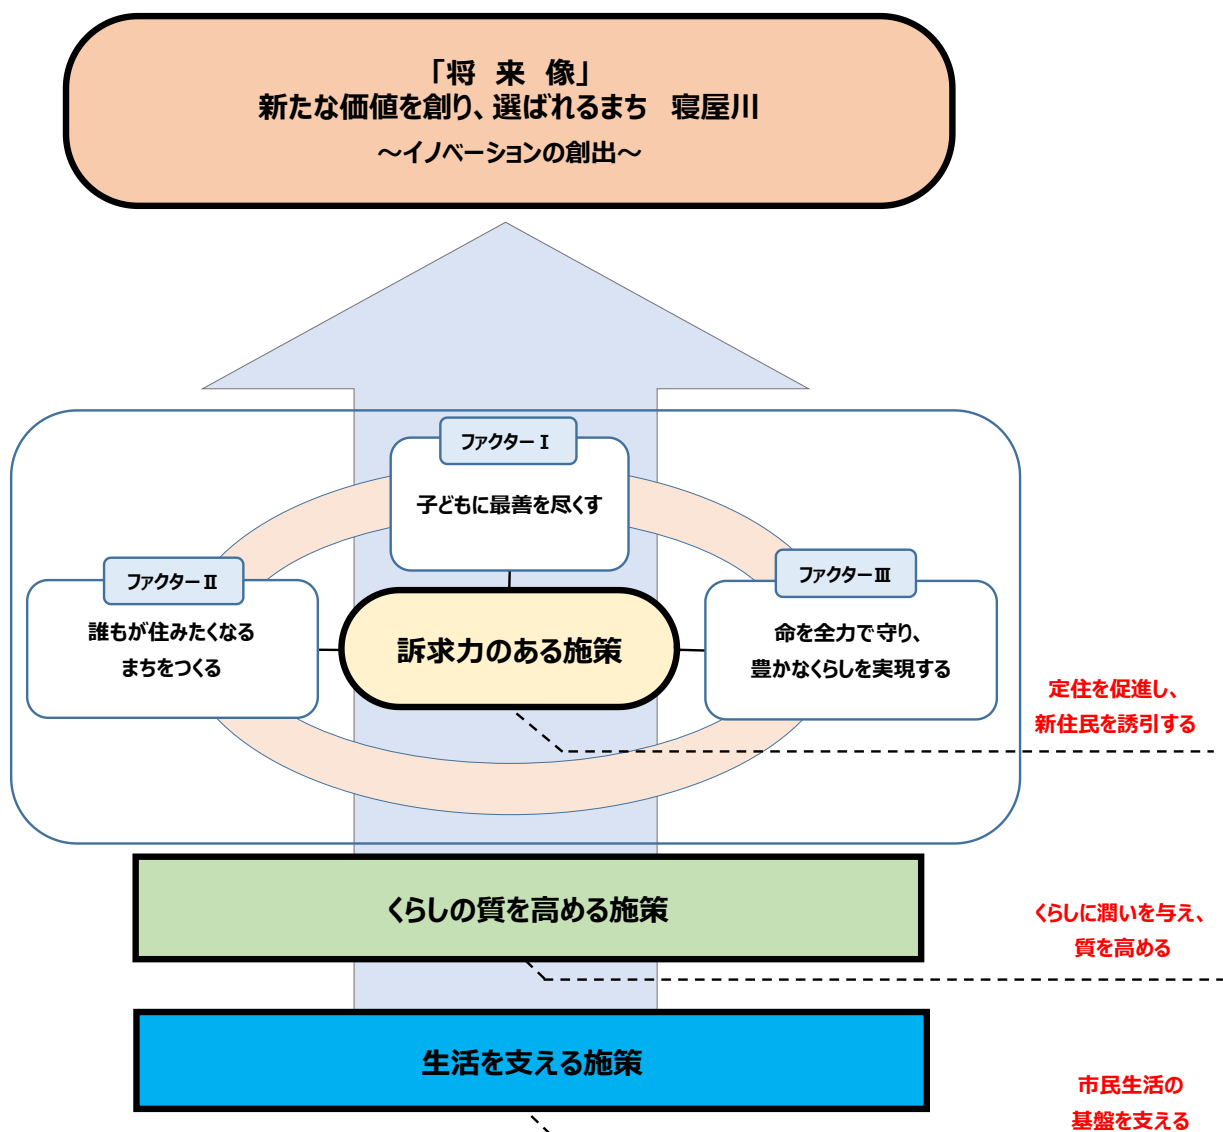 「将　来　像」
新たな価値を創り、選ばれるまち　寝屋川
～イノベーションの創出～
ファクターⅠ
子どもに最善を尽くす
ファクターⅡ
誰もが住みたくなる
まちをつくる
訴求力のある施策
ファクターⅢ
命を全力で守り、
豊かなくらしを実現する
定住を促進し、
新住民を誘引する
くらしの質を高める施策
くらしに潤いを与え、
質を高める
生活を支える施策
市民生活の
基盤を支える